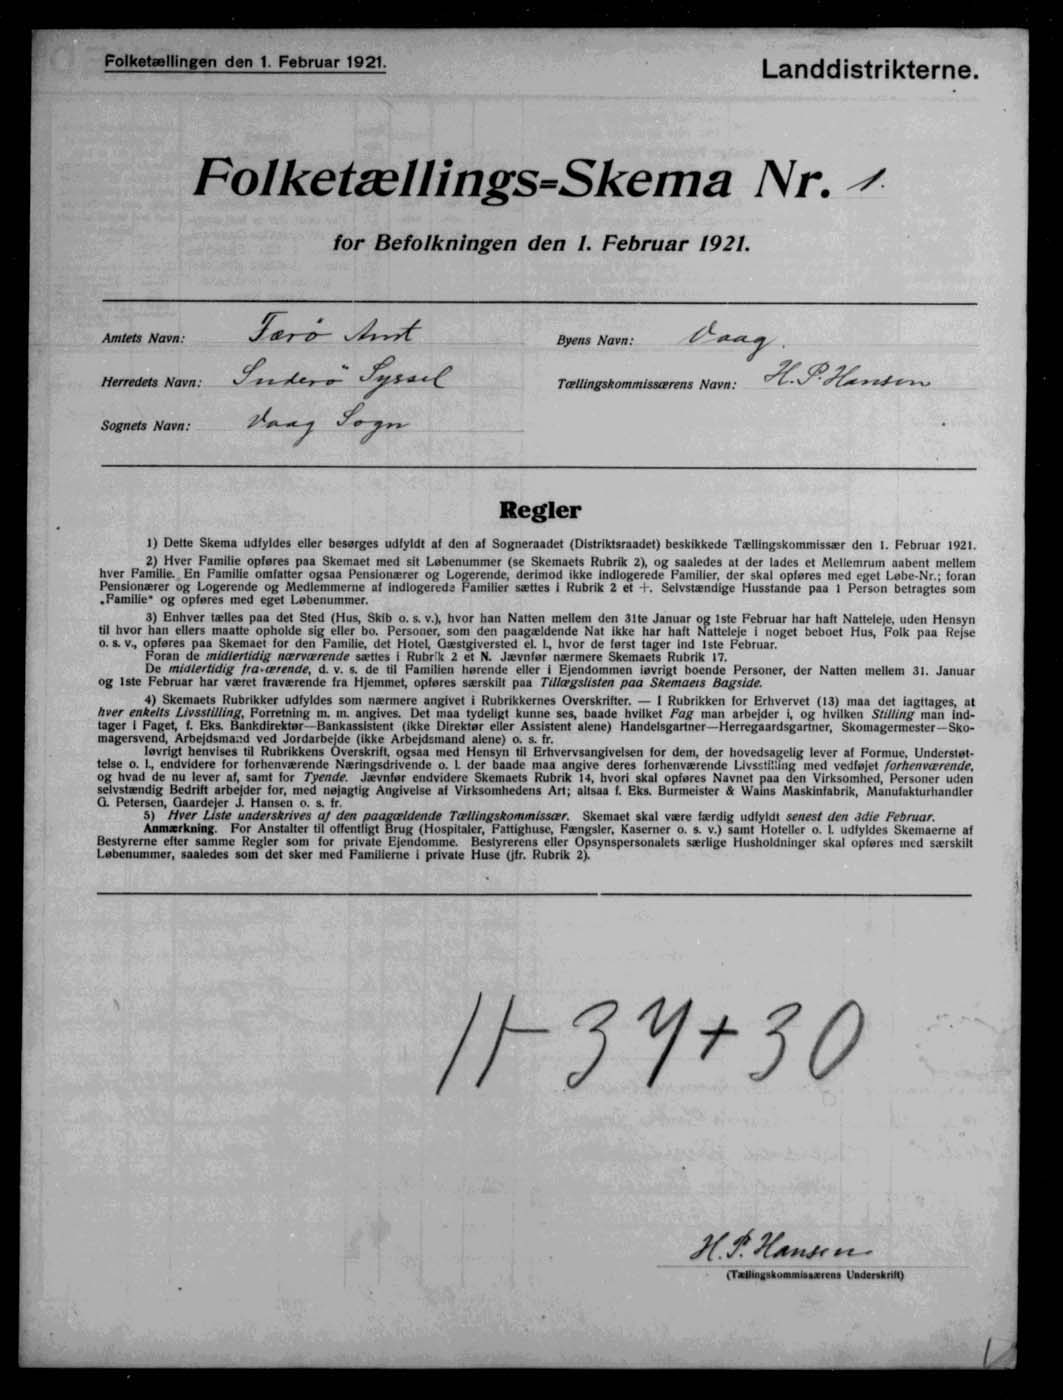 Folketællingen den 1. Februar 1921.
Landdistrikterne.
Folketællings=Skema Nr. 1.
for Befolkningen den 1. Februar 1921.
Amtets Navn: Færø Amt
Byens Navn: Vaag.
Herredets Navn: Suderø Syssel
Tællingskommissærens Navn: H. P. Hansen
Sognets Navn: Vaag Sogn
Regler
1) Dette Skema udfyldes eller besørges udfyldt af den af Sogneraadet (Distriktsraadet) beskikkede Tællingskommissær den 1. Februar 1921.
2) Hver Familie opføres paa Skemaet med sit Løbenummer (se Skemaets Rubrik 2), og saaledes at der lades et Mellemrum aabent mellem
hver Familie. En Familie omfatter ogsaa Pensionærer og Logerende, derimod ikke indlogerede Familier, der skal opføres med eget Løbe-Nr.; foran
Pensionærer og Logerende og Medlemmerne af indlogerede Familier sættes i Rubrik 2 et +. Selvstændige Husstande paa 1 Person betragtes som
„Familie" og opføres med eget Løbenummer.
3) Enhver tælles paa det Sted (Hus, Skib o. s. v.), hvor han Natten mellem den 31te Januar og 1ste Februar har haft Natteleje, uden Hensyn
til hvor han ellers maatte opholde sig eller bo. Personer, som den paagældende Nat ikke har haft Natteleje i noget beboet Hus, Folk paa Rejse
o. s. v., opføres paa Skemaet for den Familie, det Hotel, Gæstgiversted el. l., hvor de først tager ind 1ste Februar.
Foran de midlertidig nærværende sættes i Rubrik 2 et N. Jævnfør nærmere Skemaets Rubrik 17.
De midlertidig fraværende, d. v. s. de til Familien hørende eller i Ejendommen iøvrigt boende Personer, der Natten mellem 31. Januar
og 1ste Februar har været fraværende fra Hjemmet, opføres særskilt paa Tillægslisten paa Skemaets Bagside.
4) Skemaets Rubrikker udfyldes som nærmere angivet i Rubrikkernes Overskrifter. — I Rubrikken for Erhvervet (13) maa det iagttages, at
hver enkelts Livsstilling, Forretning m. m. angives. Det maa tydeligt kunne ses, baade hvilket Fag man arbejder i, og hvilken Stilling man ind-
tager i Faget, f. Eks. Bankdirektør—Bankassistent (ikke Direktør eller Assistent alene) Handelsgartner—Herregaardsgartner, Skomagermester—Sko-
magersvend, Arbejdsmand ved Jordarbejde (ikke Arbejdsmand alene) o. s. fr.
Iøvrigt henvises til Rubrikkens Overskrift, ogsaa med Hensyn til Erhvervsangivelsen for dem, der hovedsagelig lever af Formue, Understøt-
telse o. l., endvidere for forhenværende Næringsdrivende o. l. der baade maa angive deres forhenværende Livsstilling med vedføjet forhenværende,
og hvad de nu lever af, samt for Tyende. Jævnfør endvidere Skemaets Rubrik 14, hvori skal opføres Navnet paa den Virksomhed, Personer uden
selvstændig Bedrift arbejder for, med nøjagtig Angivelse af Virksomhedens Art; altsaa f. Eks. Burmeister & Wains Maskinfabrik, Manufakturhandler
G. Petersen, Gaardejer J. Hansen o. s. fr.
5) Hver Liste underskrives af den paagældende Tællingskommissær. Skemaet skal være færdig udfyldt senest den 3die Februar.
Anmærkning. For Anstalter til offentligt Brug (Hospitaler, Fattighuse, Fængsler, Kaserner o. s. v.) samt Hoteller o. l. udfyldes Skemaerne af
Bestyrerne efter samme Regler som for private Ejendomme. Bestyrerens eller Opsynspersonalets særlige Husholdninger skal opføres med særskilt
Løbenummer, saaledes som det sker med Familierne i private Huse (jfr. Rubrik 2).
H. P. Hansen
(Tællingskommissærens Underskrift)